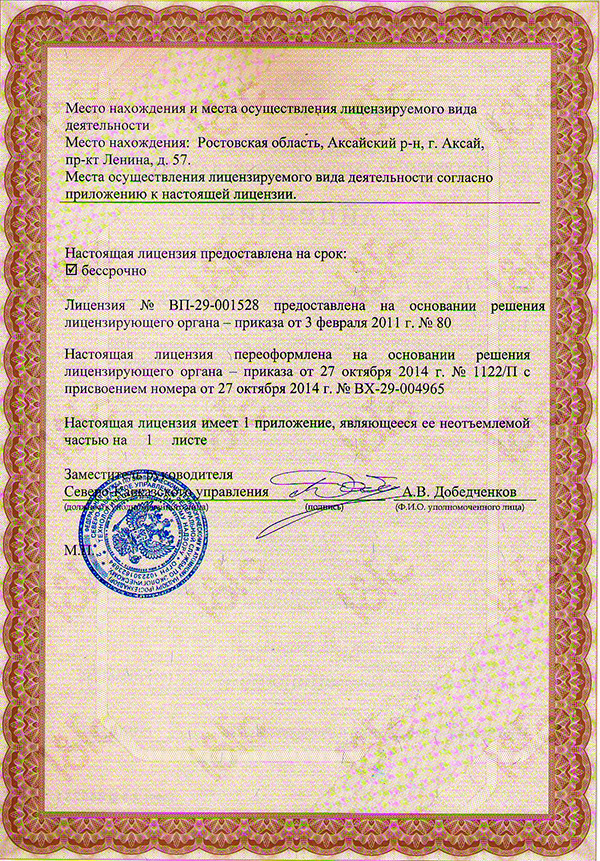 Место нахождения и места осуществления лицензируемого вида
деятельности
Место нахождения: Ростовская область, Аксайский р-н, г. Аксай,
пр-кт Ленина, д. 57.
Места осуществления лицензируемого вида деятельности согласно
приложению к настоящей лицензии.
Настоящая лицензия предоставлена на срок:
☑ бессрочно
Лицензия № ВП-29-001528 предоставлена на основании решения
лицензирующего органа – приказа от 3 февраля 2011 г. № 80
Настоящая лицензия переоформлена на основании решения
лицензирующего органа – приказа от 27 октября 2014 г. № 1122/П с
присвоением номера от 27 октября 2014 г. № ВХ-29-004965
Настоящая лицензия имеет 1 приложение, являющееся ее неотъемлемой
частью на 1 листе
Заместитель руководителя
Северо-Кавказского управления А.В. Добедченков
(должность уполномоченного лица) (подпись) (Ф.И.О. уполномоченного лица)
М.П.